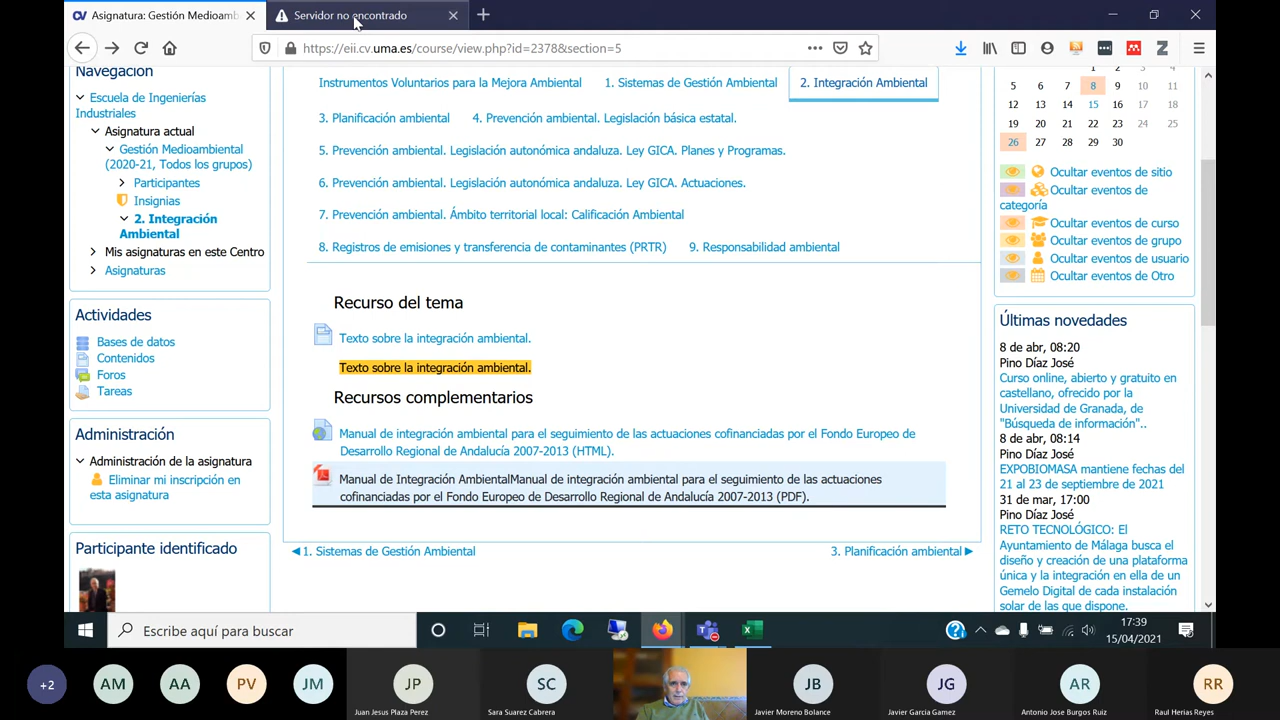 Asignatura: Gestión Medioamb
Servidor no encontrado
https://eii.cv.uma.es/course/view.php?id=2378&section=5
Navegación
Escuela de Ingenierías
Industriales
Asignatura actual
Gestión Medioambiental
(2020-21, Todos los grupos)
Participantes
Insignias
2. Integración
Ambiental
Mis asignaturas en este Centro
Asignaturas
Actividades
Bases de datos
Contenidos
Foros
Tareas
Administración
Administración de la asignatura
Eliminar mi inscripción en
esta asignatura
Participante identificado
Instrumentos Voluntarios para la Mejora Ambiental
1. Sistemas de Gestión Ambiental
2. Integración Ambiental
3. Planificación ambiental
4. Prevención ambiental. Legislación básica estatal.
5. Prevención ambiental. Legislación autonómica andaluza. Ley GICA. Planes y Programas.
6. Prevención ambiental. Legislación autonómica andaluza. Ley GICA. Actuaciones.
7. Prevención ambiental. Ámbito territorial local: Calificación Ambiental
8. Registros de emisiones y transferencia de contaminantes (PRTR)
9. Responsabilidad ambiental
Recurso del tema
Texto sobre la integración ambiental.
Texto sobre la integración ambiental.
Recursos complementarios
Manual de integración ambiental para el seguimiento de las actuaciones cofinanciadas por el Fondo Europeo de
Desarrollo Regional de Andalucía 2007-2013 (HTML).
Manual de Integración AmbientalManual de integración ambiental para el seguimiento de las actuaciones
cofinanciadas por el Fondo Europeo de Desarrollo Regional de Andalucía 2007-2013 (PDF).
1. Sistemas de Gestión Ambiental
3. Planificación ambiental
1 2 3 4
5 6 7 8 9 10 11
12 13 14 15 16 17 18
19 20 21 22 23 24 25
26 27 28 29 30
Ocultar eventos de sitio
Ocultar eventos de
categoría
Ocultar eventos de curso
Ocultar eventos de grupo
Ocultar eventos de usuario
Ocultar eventos de Otro
Últimas novedades
8 de abr, 08:20
Pino Díaz José
Curso online, abierto y gratuito en
castellano, ofrecido por la
Universidad de Granada, de
"Búsqueda de información"..
8 de abr, 08:14
Pino Díaz José
EXPOBIOMASA mantiene fechas del
21 al 23 de septiembre de 2021
31 de mar, 17:00
Pino Díaz José
RETO TECNOLÓGICO: El
Ayuntamiento de Málaga busca el
diseño y creación de una plataforma
única y la integración en ella de un
Gemelo Digital de cada instalación
solar de las que dispone.
Escribe aquí para buscar
17:39
15/04/2021
+2
AM
AA
PV
JM
JP
SC
JB
JG
AR
RR
Juan Jesus Plaza Perez
Sara Suarez Cabrera
Javier Moreno Bolance
Javier Garcia Gamez
Antonio Jose Burgos Ruiz
Raul Herias Reyes